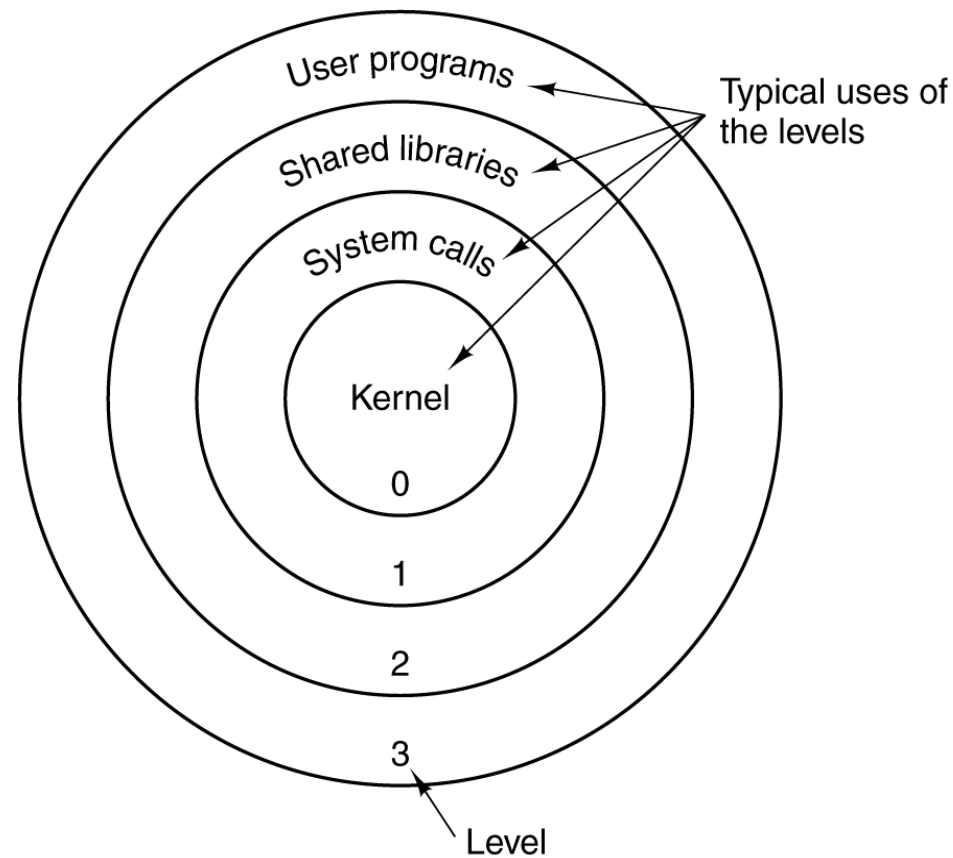 User programs
Typical uses of
the levels
Shared libraries
System calls
Kernel
0
1
2
3
Level